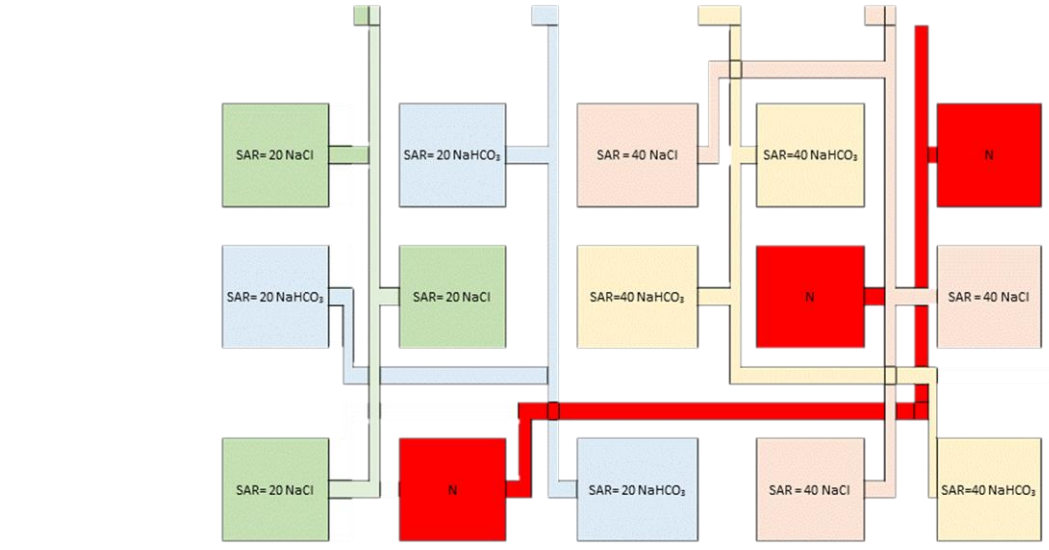 SAR= 20 NaCl
SAR= 20 NaHCO₃
SAR = 40 NaCl
SAR=40 NaHCO₃
N
SAR= 20 NaHCO₃
SAR= 20 NaCl
SAR=40 NaHCO₃
N
SAR = 40 NaCl
SAR= 20 NaCl
N
SAR= 20 NaHCO₃
SAR = 40 NaCl
SAR=40 NaHCO₃